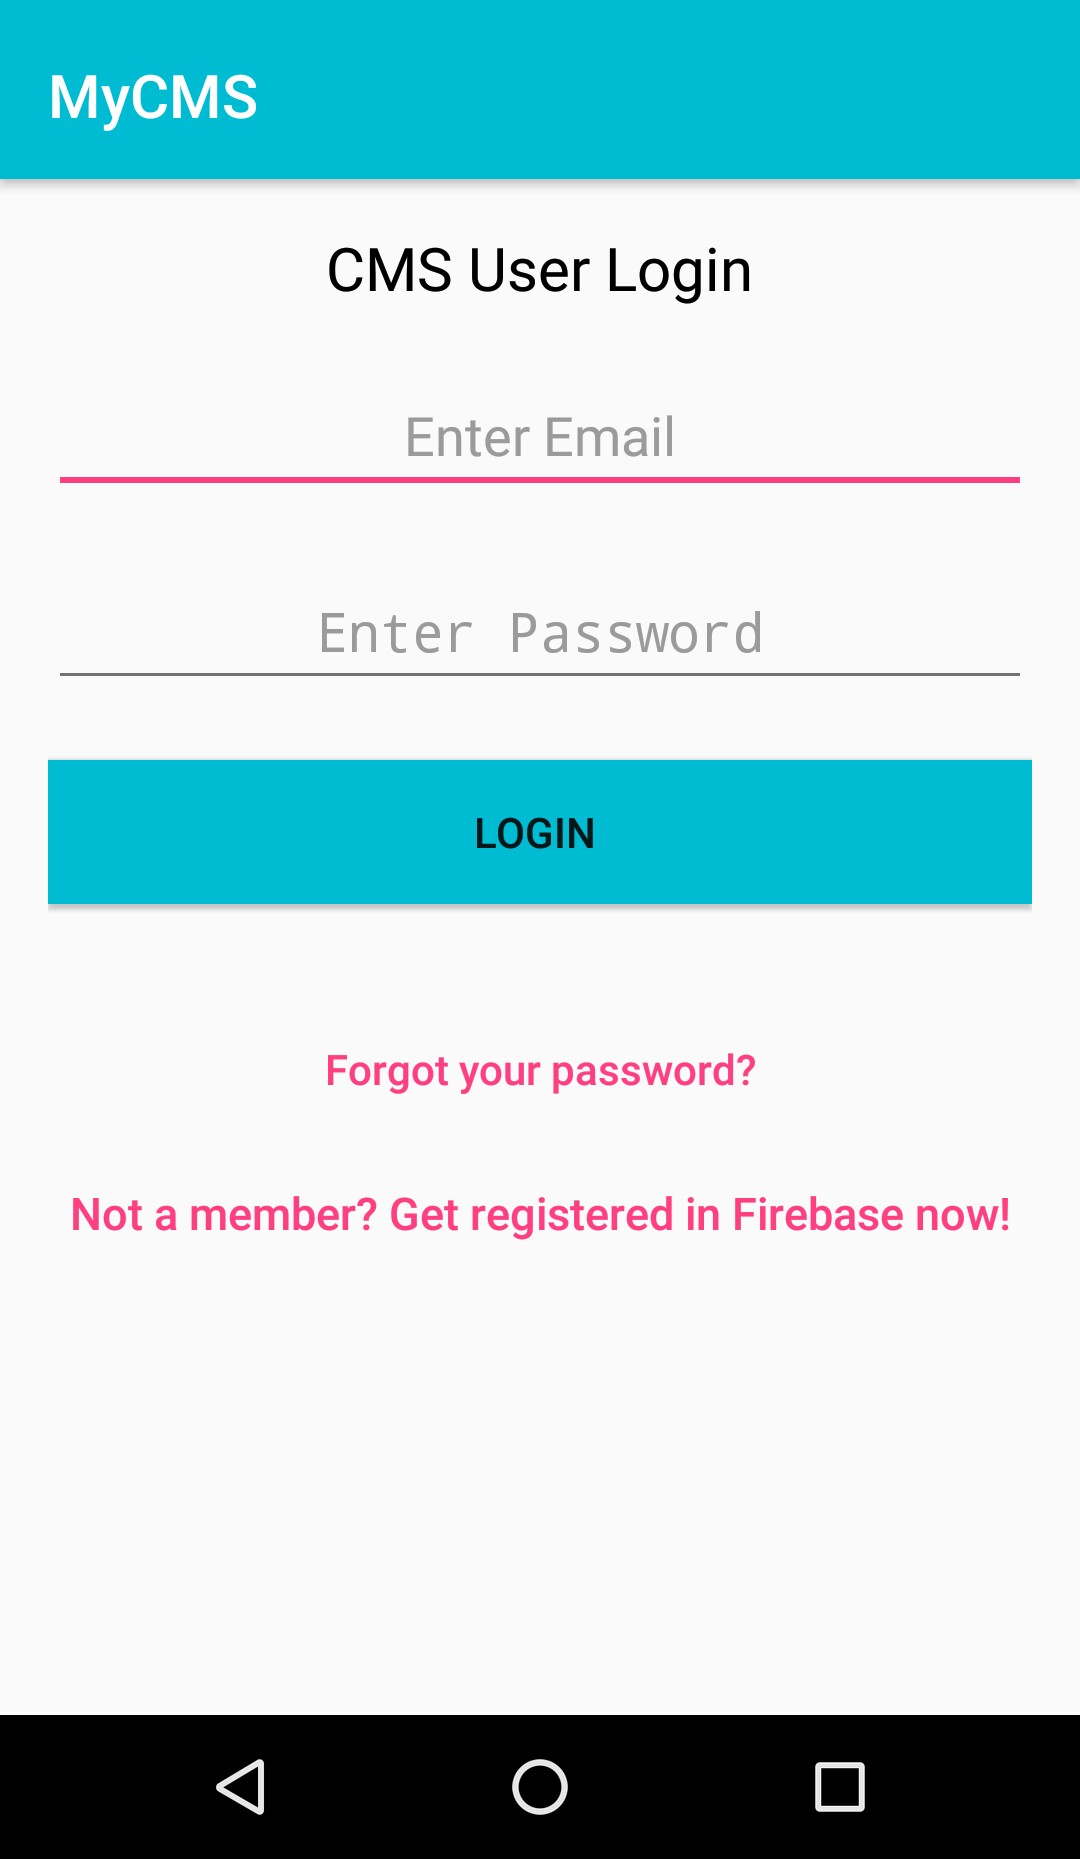 MyCMS
CMS User Login
Enter Email
Enter Password
LOGIN
Forgot your password?
Not a member? Get registered in Firebase now!